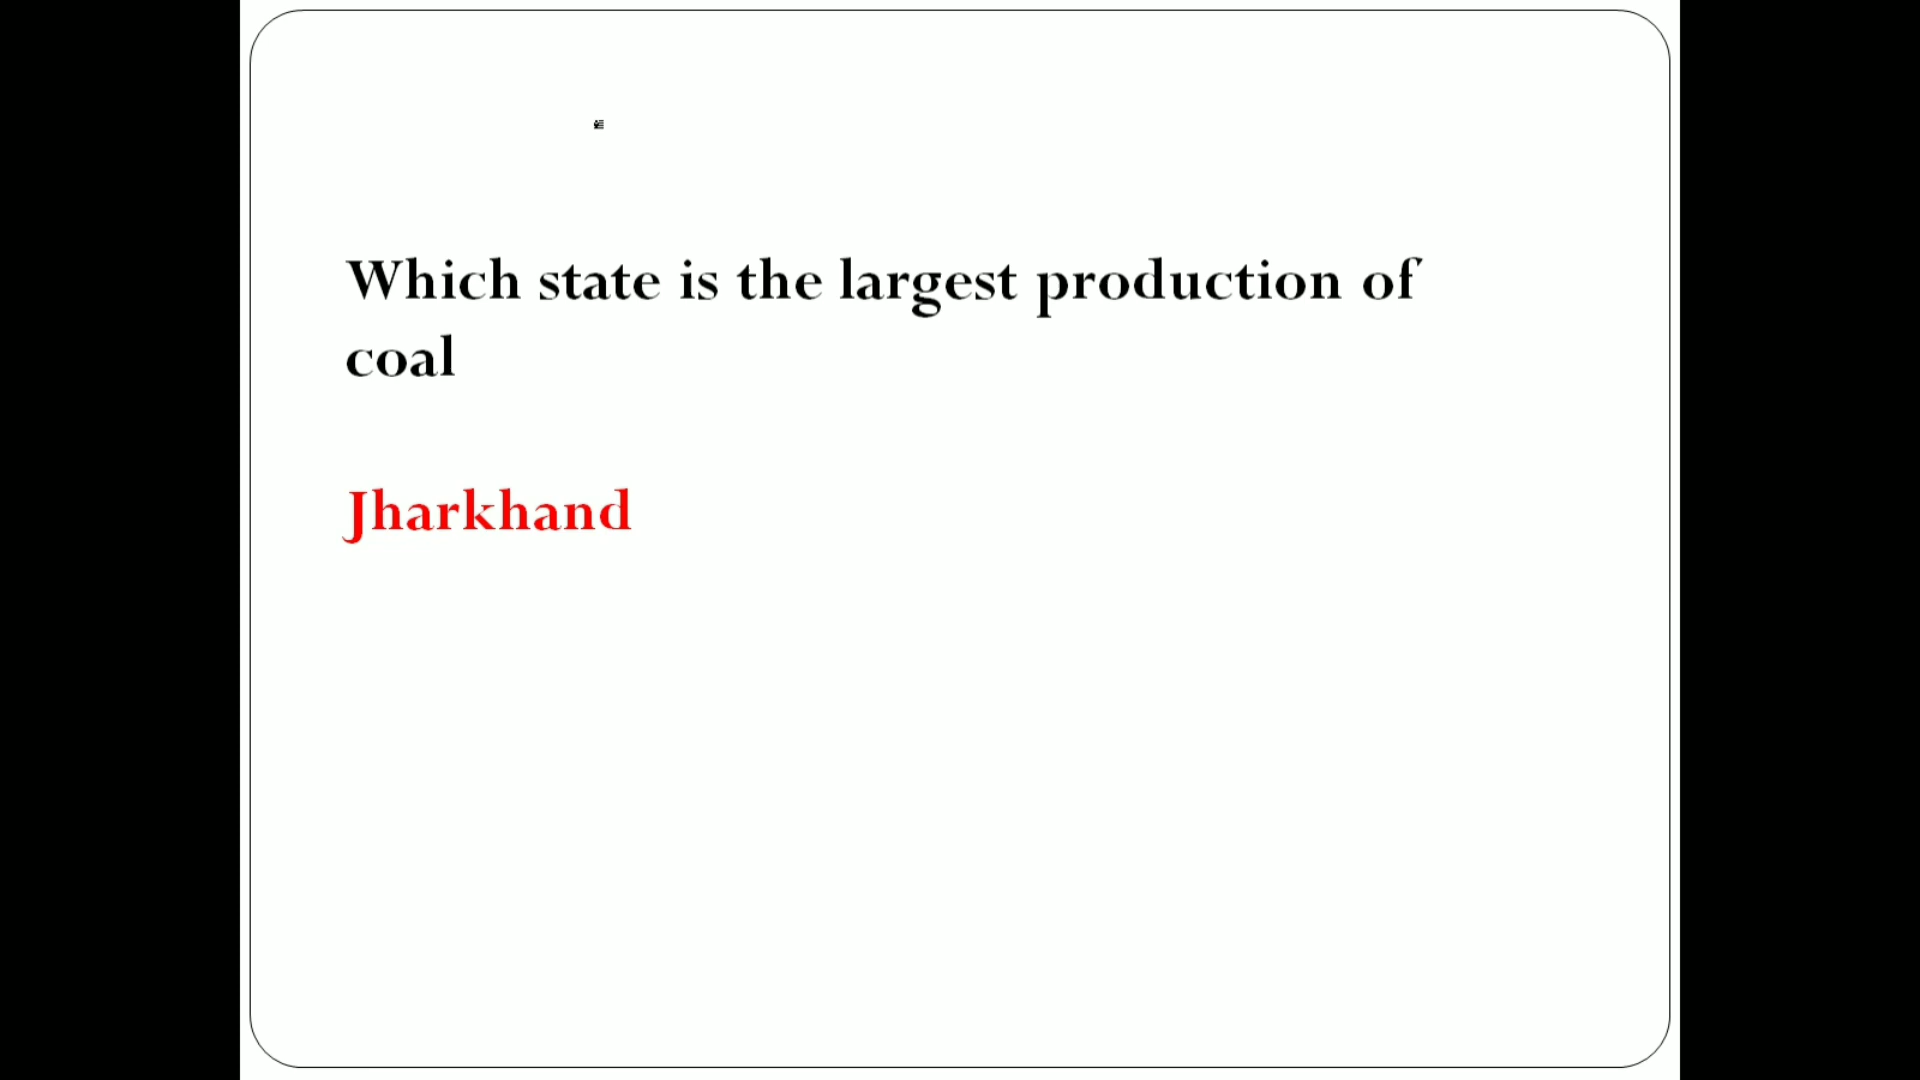 Which state is the largest production of
coal
Jharkhand